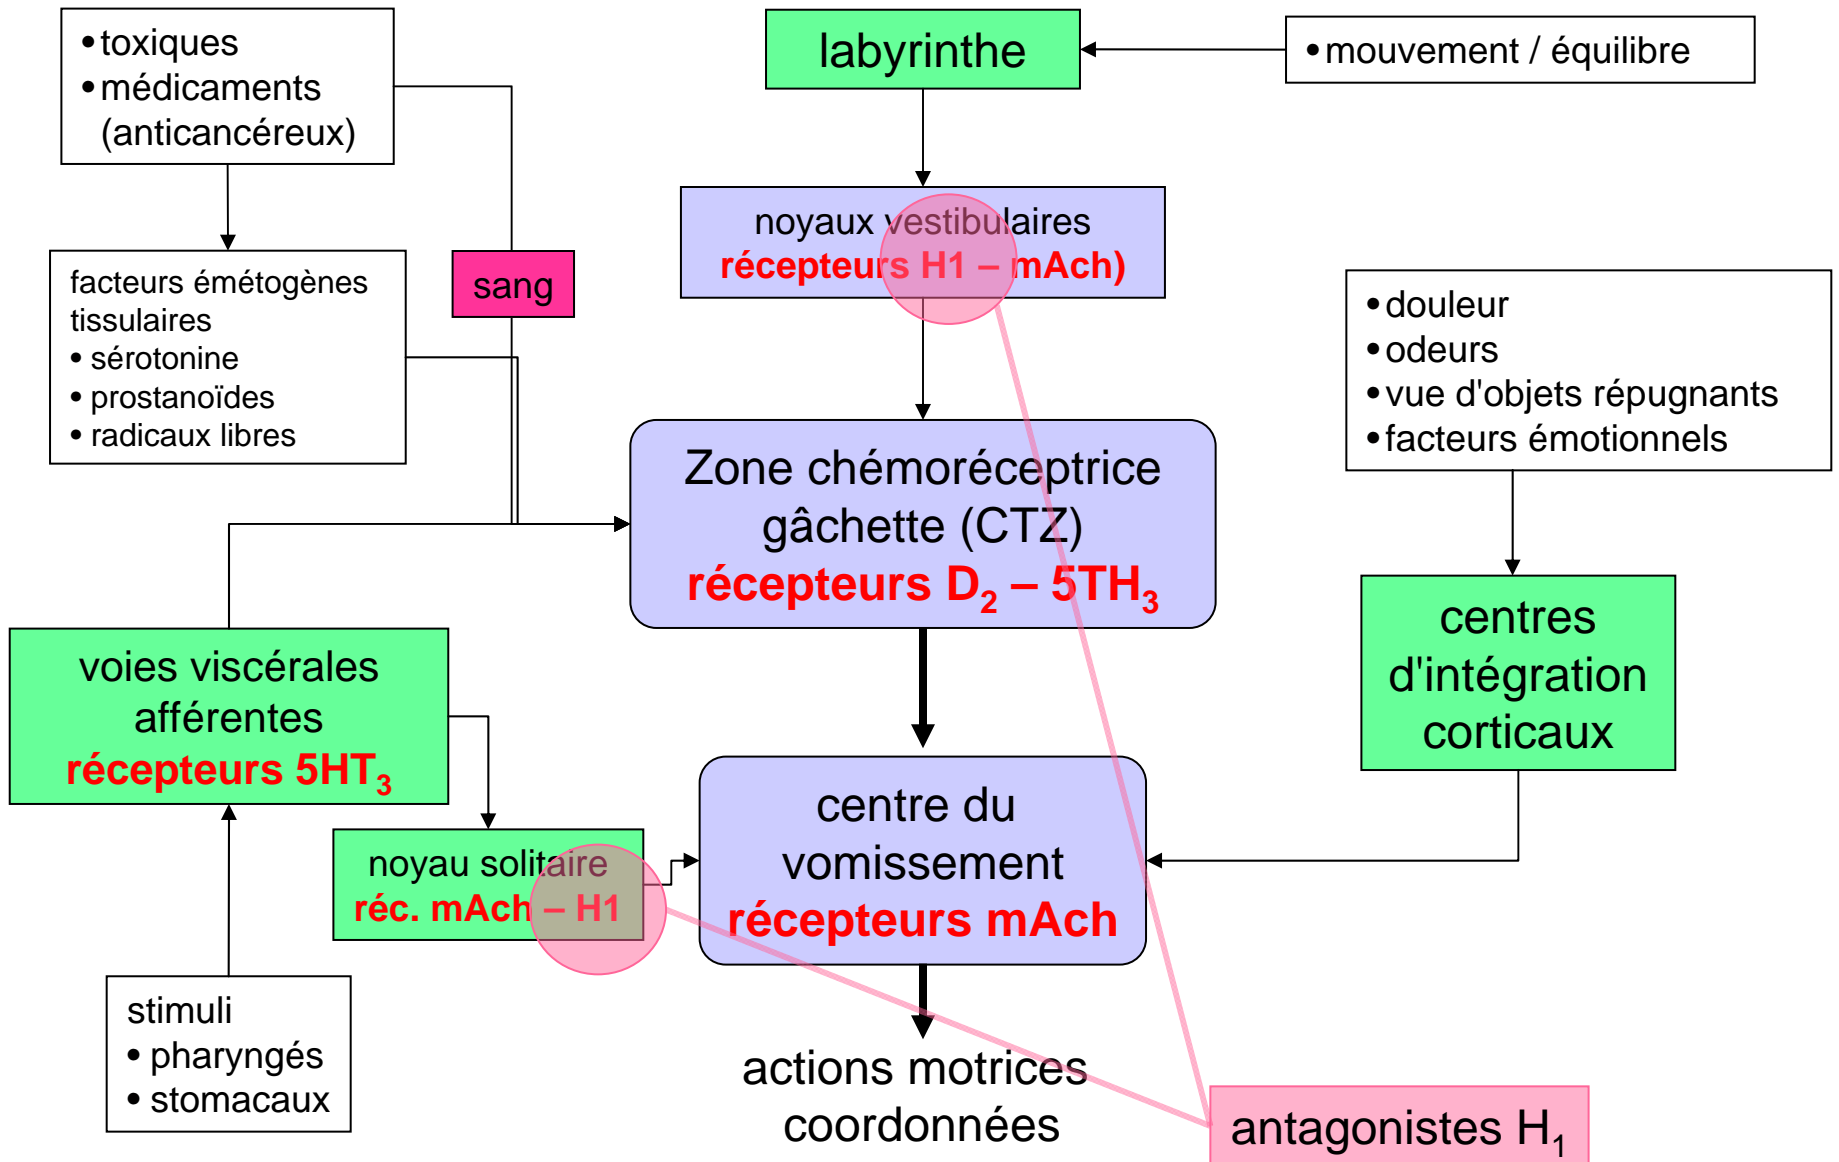 • toxiques
• médicaments
(anticancéreux)
labyrinthe
• mouvement / équilibre
noyaux vestibulaires
récepteurs H1 – mAch)
facteurs émétogènes
tissulaires
• sérotonine
• prostanoïdes
• radicaux libres
sang
• douleur
• odeurs
• vue d'objets répugnants
• facteurs émotionnels
Zone chémoréceptrice
gâchette (CTZ)
récepteurs D₂ – 5TH₃
voies viscérales
afférentes
récepteurs 5HT₃
centres
d'intégration
corticaux
noyau solitaire
réc. mAch – H1
centre du
vomissement
récepteurs mAch
stimuli
• pharyngés
• stomacaux
actions motrices
coordonnées
antagonistes H₁